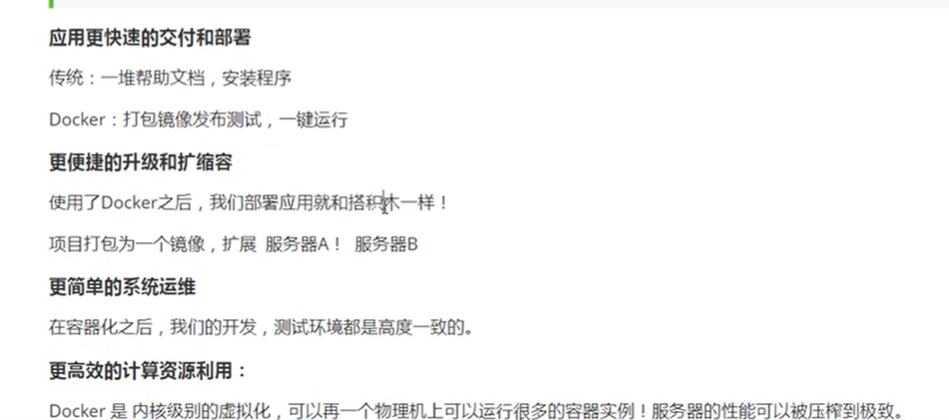 应用更快速的交付和部署
传统：一堆帮助文档，安装程序
Docker：打包镜像发布测试，一键运行
更便捷的升级和扩缩容
使用了Docker之后，我们部署应用就和搭积木一样！
项目打包为一个镜像，扩展 服务器A！ 服务器B
更简单的系统运维
在容器化之后，我们的开发，测试环境都是高度一致的。
更高效的计算资源利用：
Docker 是 内核级别的虚拟化，可以再一个物理机上可以运行很多的容器实例！服务器的性能可以被压榨到极致。